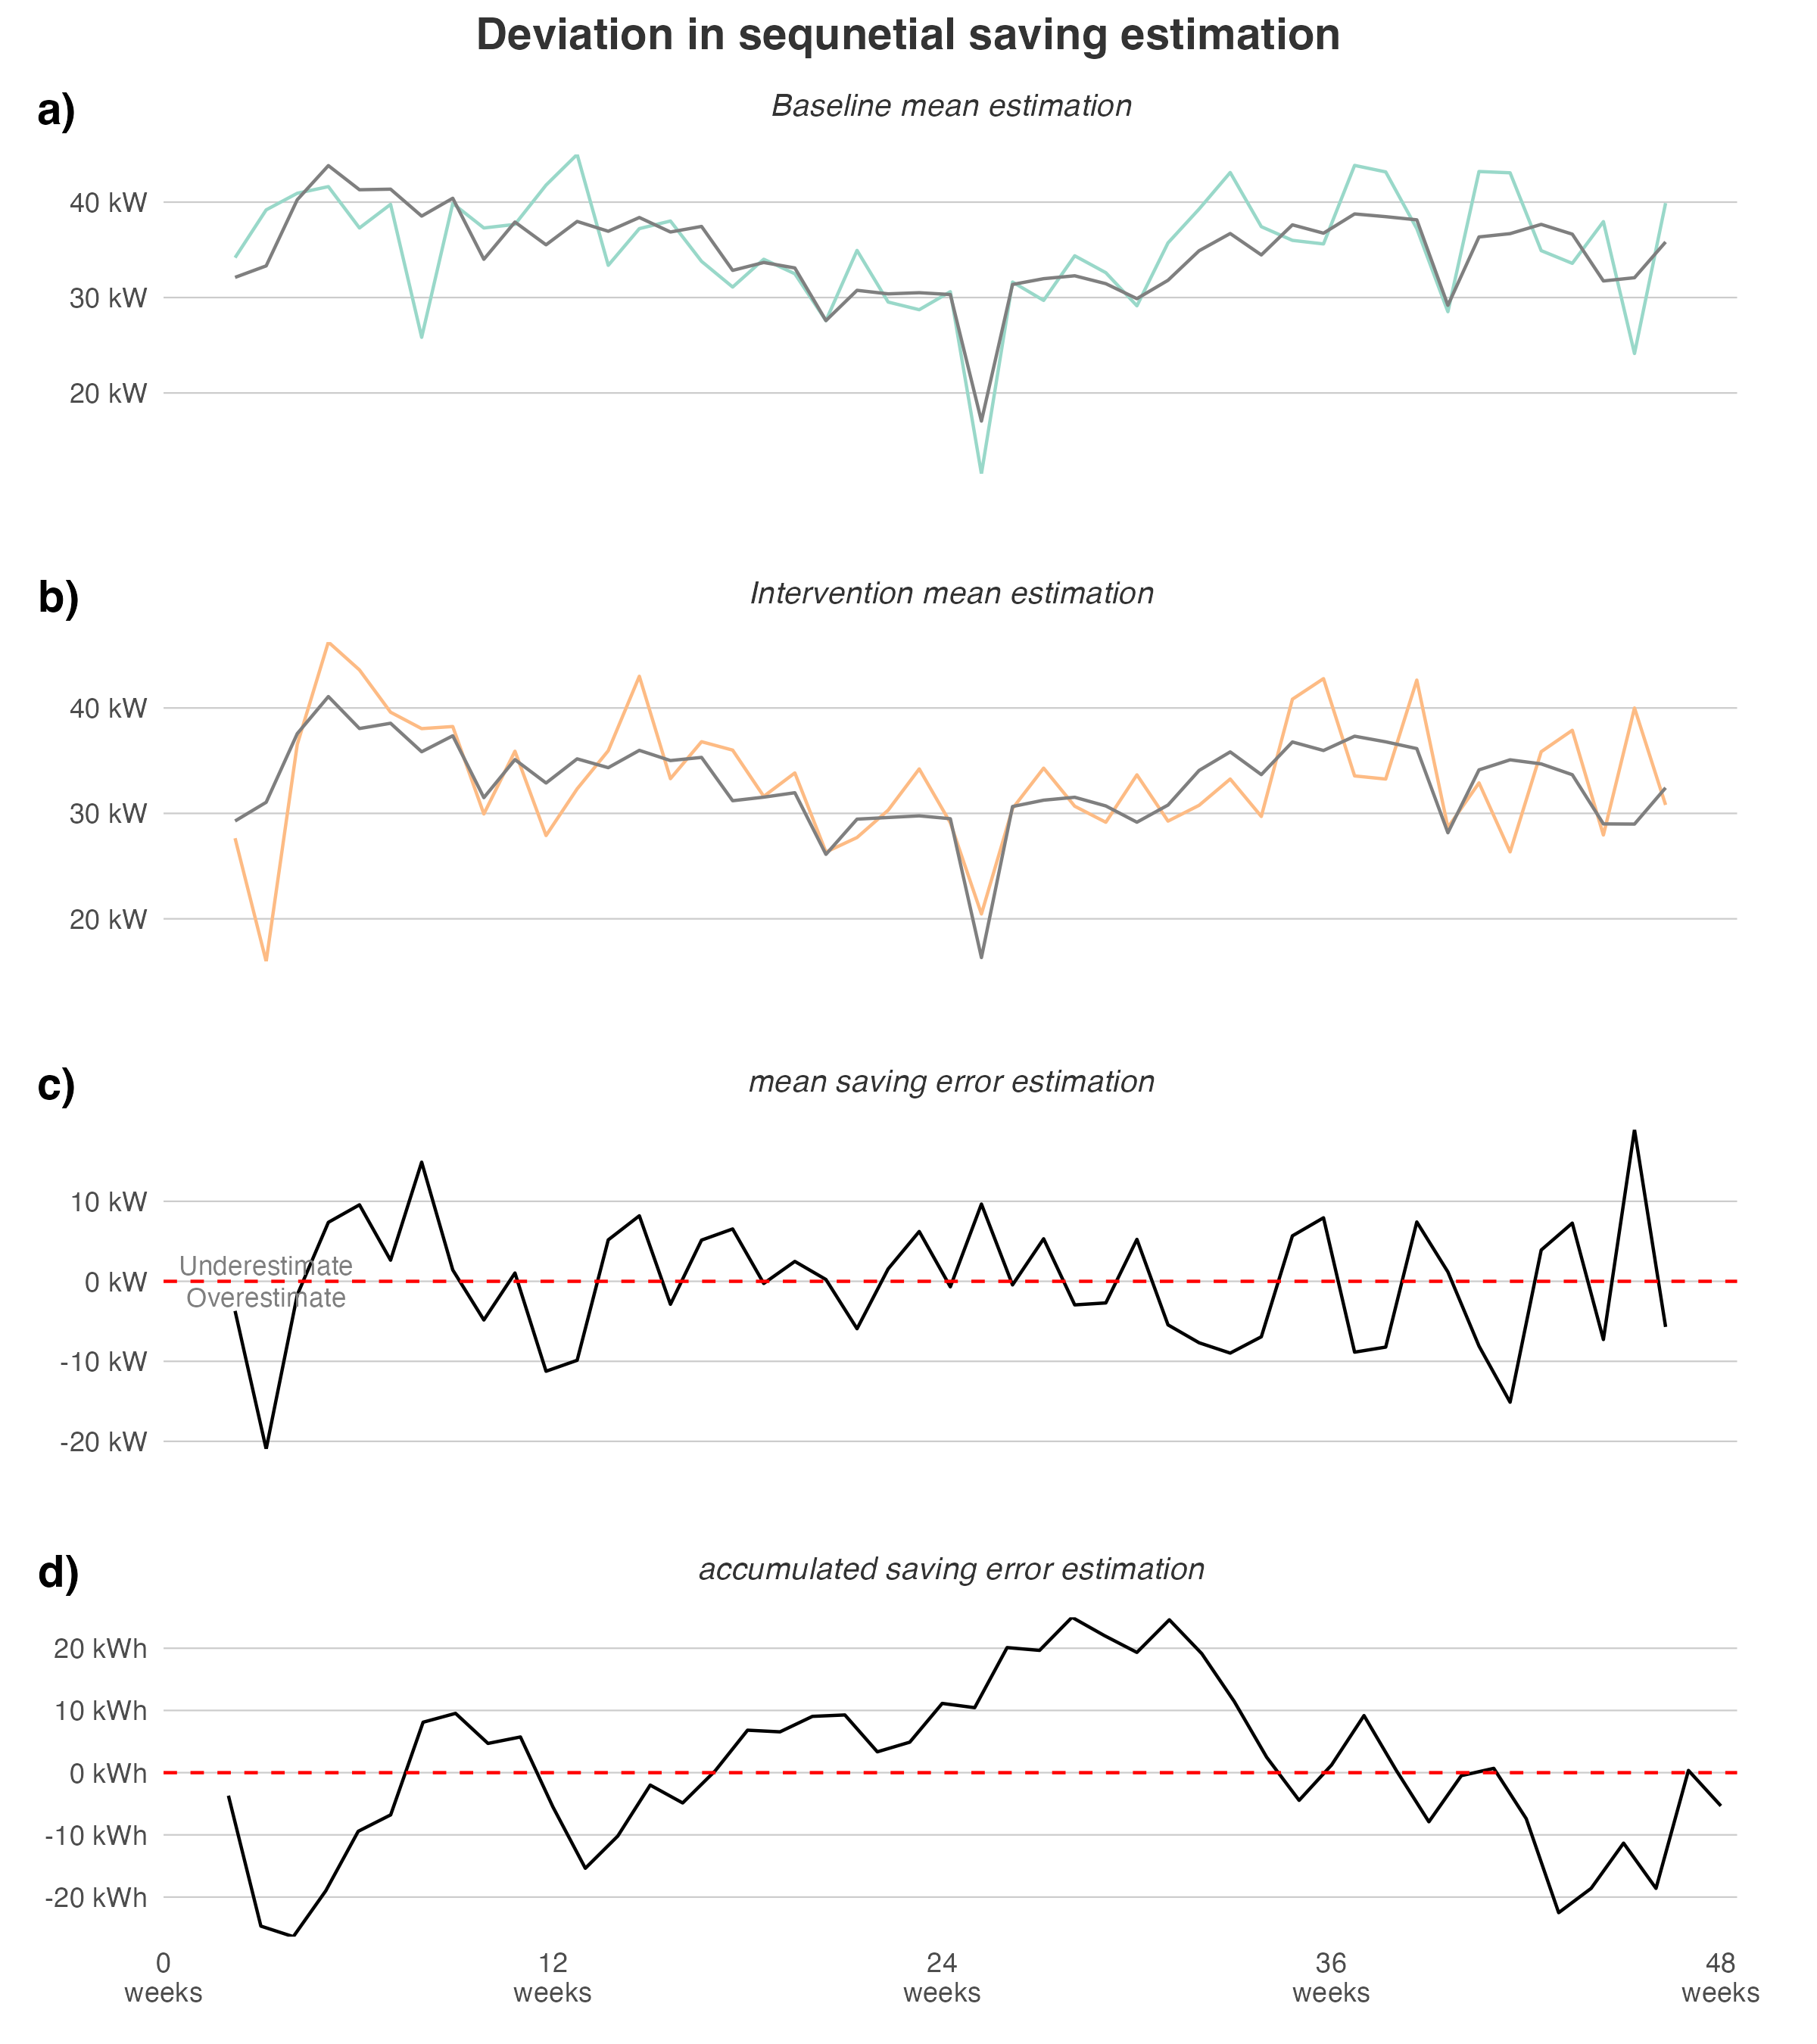 Deviation in sequnetial saving estimation
a)
Baseline mean estimation
40 kW
30 kW
20 kW
b)
Intervention mean estimation
40 kW
30 kW
20 kW
c)
mean saving error estimation
10 kW
Underestimate
0 kW
Overestimate
-10 kW
-20 kW
d)
accumulated saving error estimation
20 kWh
10 kWh
0 kWh
-10 kWh
-20 kWh
0 12 24 36 48
weeks weeks weeks weeks weeks